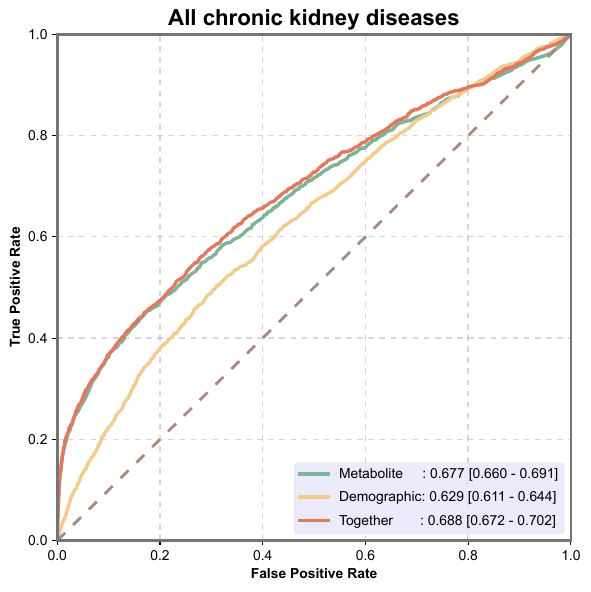 All chronic kidney diseases
1.0
0.8
0.6
0.4
0.2
0.0
True Positive Rate
Metabolite : 0.677 [0.660 - 0.691]
Demographic: 0.629 [0.611 - 0.644]
Together : 0.688 [0.672 - 0.702]
0.0 0.2 0.4 0.6 0.8 1.0
False Positive Rate